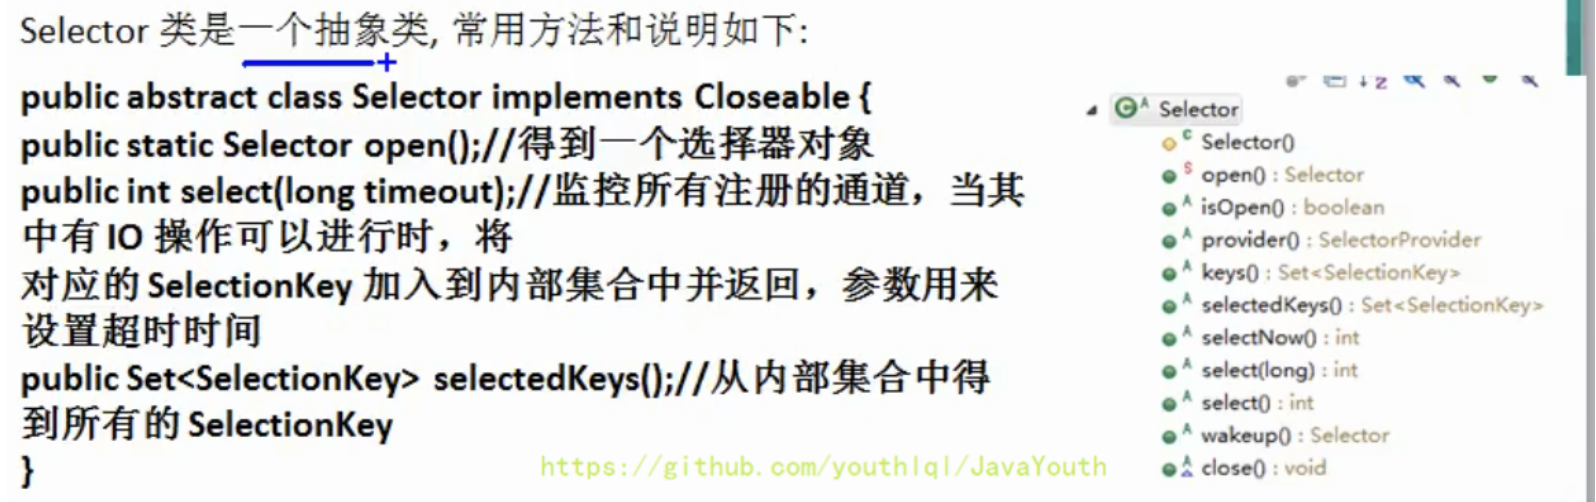 Selector 类是一个抽象类, 常用方法和说明如下:
public abstract class Selector implements Closeable {
public static Selector open();//得到一个选择器对象
public int select(long timeout);//监控所有注册的通道，当其
中有 IO 操作可以进行时，将
对应的 SelectionKey 加入到内部集合中并返回，参数用来
设置超时时间
public Set<SelectionKey> selectedKeys();//从内部集合中得
到所有的 SelectionKey
}
Selector
Selector()
open() : Selector
isOpen() : boolean
provider() : SelectorProvider
keys() : Set<SelectionKey>
selectedKeys() : Set<SelectionKey>
selectNow() : int
select(long) : int
select() : int
wakeup() : Selector
close() : void
https://github.com/youthlql/JavaYouth